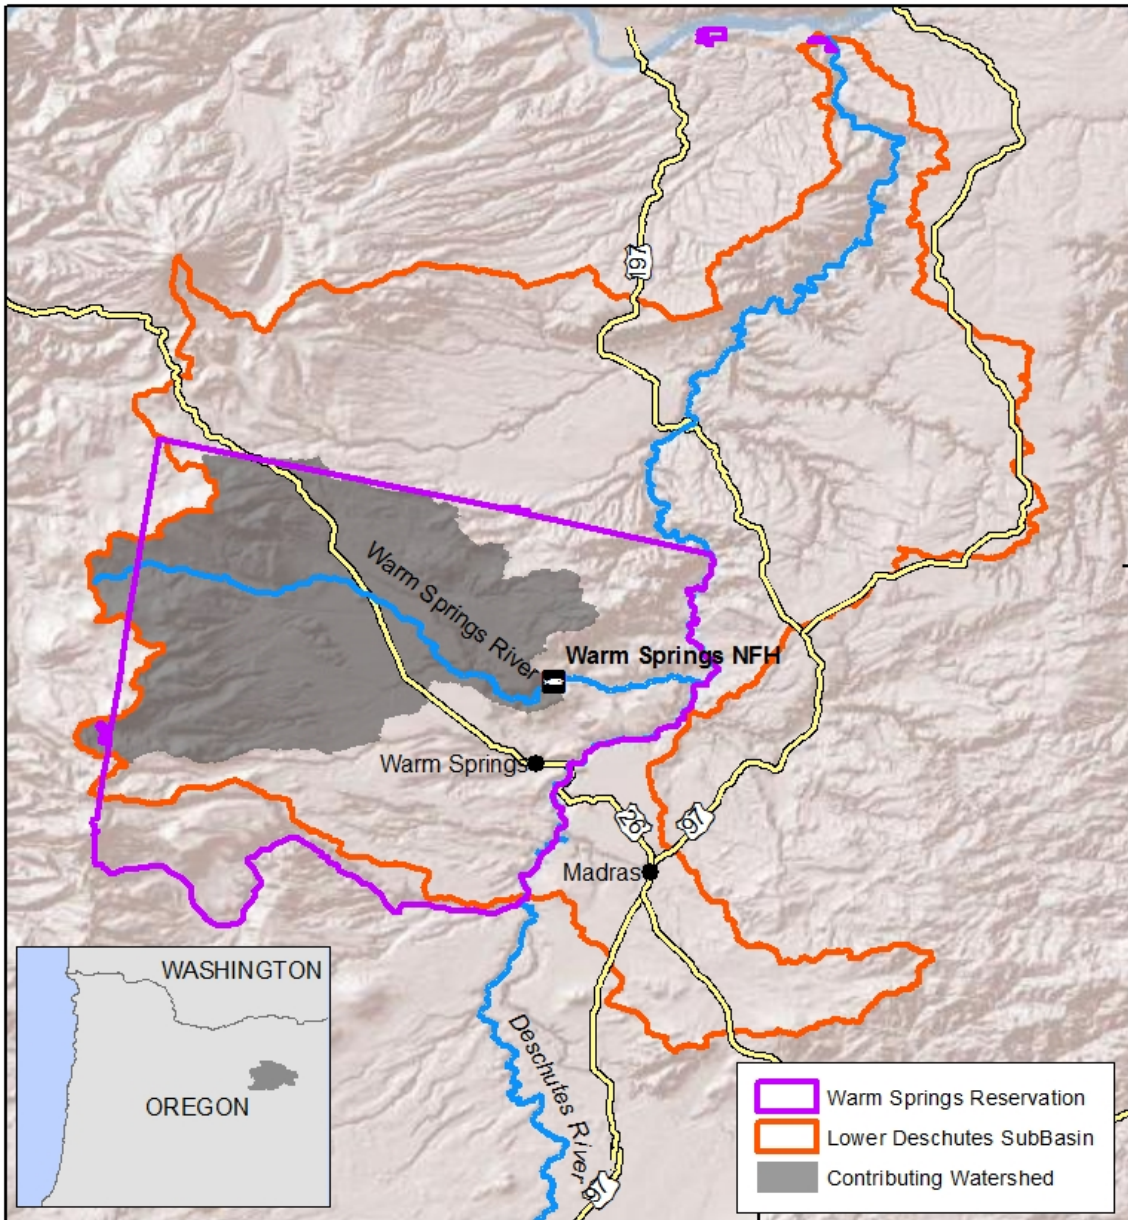 197
Warm Springs River
Warm Springs NFH
Warm Springs
26
97
Madras
WASHINGTON
OREGON
Deschutes River
97
Warm Springs Reservation
Lower Deschutes SubBasin
Contributing Watershed